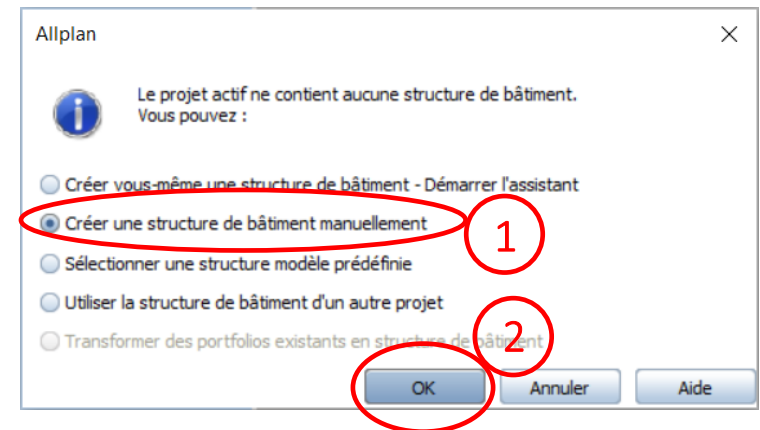 Allplan
Le projet actif ne contient aucune structure de bâtiment.
Vous pouvez :
Créer vous-même une structure de bâtiment - Démarrer l'assistant
Créer une structure de bâtiment manuellement
1
Sélectionner une structure modèle prédéfinie
Utiliser la structure de bâtiment d'un autre projet
2
Transformer des portfolios existants en structure de bâtiment
OK Annuler Aide